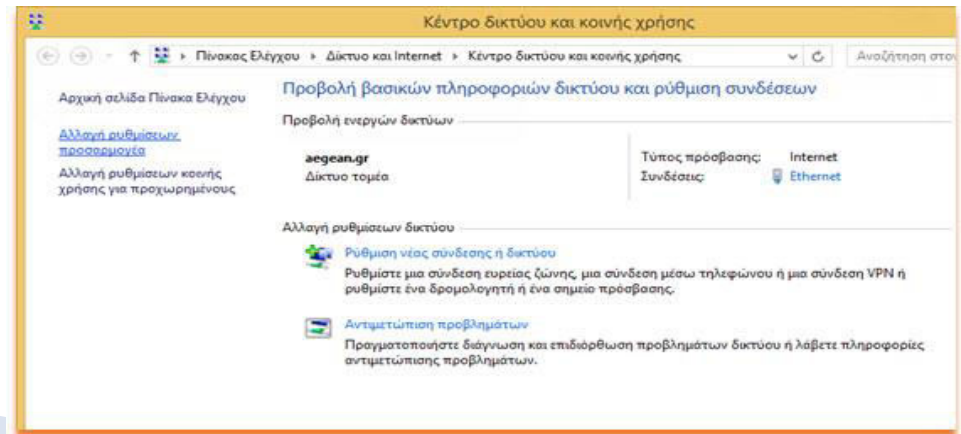 Κέντρο δικτύου και κοινής χρήσης
Πίνακας Ελέγχου Δίκτυο και Internet Κέντρο δικτύου και κοινής χρήσης
Αναζήτηση στον
Αρχική σελίδα Πίνακα Ελέγχου
Αλλαγή ρυθμίσεων
προσαρμογέα
Αλλαγή ρυθμίσεων κοινής
χρήσης για προχωρημένους
Προβολή βασικών πληροφοριών δικτύου και ρύθμιση συνδέσεων
Προβολή ενεργών δικτύων
aegean.gr
Δίκτυο τομέα
Τύπος πρόσβασης: Internet
Συνδέσεις: Ethernet
Αλλαγή ρυθμίσεων δικτύου
Ρύθμιση νέας σύνδεσης ή δικτύου
Ρυθμίστε μια σύνδεση ευρείας ζώνης, μια σύνδεση μέσω τηλεφώνου ή μια σύνδεση VPN ή
ρυθμίστε ένα δρομολογητή ή ένα σημείο πρόσβασης.
Αντιμετώπιση προβλημάτων
Πραγματοποιήστε διάγνωση και επιδιόρθωση προβλημάτων δικτύου ή λάβετε πληροφορίες
αντιμετώπισης προβλημάτων.